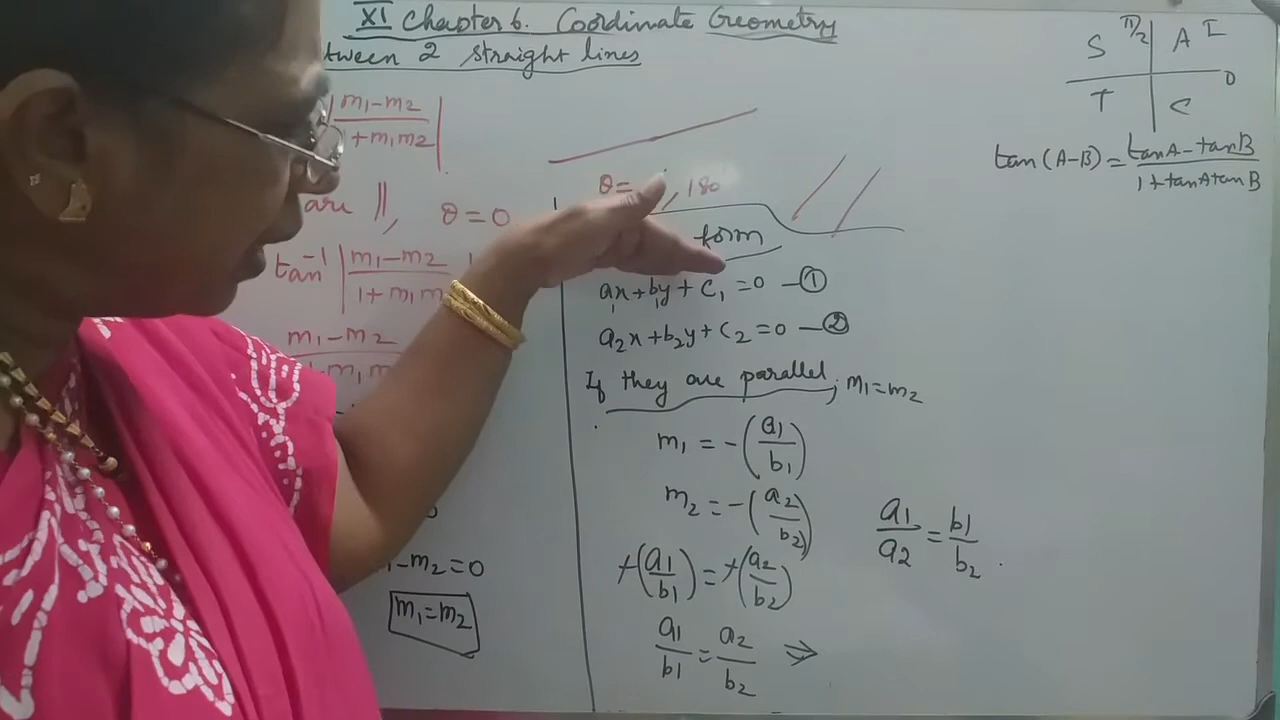 XI Chapter 6. Coordinate Geometry
tween 2 straight lines
|m₁-m₂ / 1+m₁m₂|
are ||, θ=0
tan⁻¹ |m₁-m₂ / 1+m₁m
m₁-m₂
-m₂=0
m₁=m₂
θ= , 180
form
a₁x+b₁y+c₁=0 —①
a₂x+b₂y+c₂=0 —②
If they are parallel, m₁=m₂
m₁ = -(a₁/b₁)
m₂ = -(a₂/b₂)
-(a₁/b₁) = -(a₂/b₂)
a₁/b₁ = a₂/b₂ ⇒
a₁/a₂ = b₁/b₂ .
S π/2 A I
0
T C
tan(A-B) = tanA-tanB / 1+tanAtanB